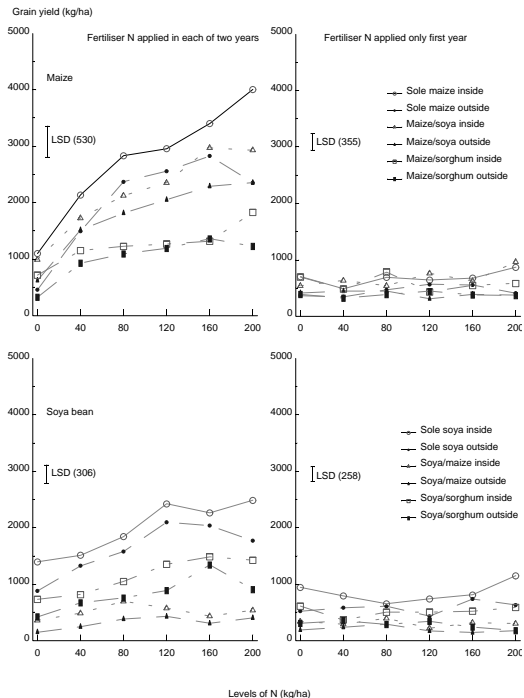 Grain yield (kg/ha)
Fertiliser N applied in each of two years
Fertiliser N applied only first year
5000
4000
3000
2000
1000
0
Maize
LSD (530)
0 40 80 120 160 200
5000
4000
3000
2000
1000
0
LSD (355)
Sole maize inside
Sole maize outside
Maize/soya inside
Maize/soya outside
Maize/sorghum inside
Maize/sorghum outside
0 40 80 120 160 200
5000
4000
3000
2000
1000
0
Soya bean
LSD (306)
0 40 80 120 160 200
5000
4000
3000
2000
1000
0
LSD (258)
Sole soya inside
Sole soya outside
Soya/maize inside
Soya/maize outside
Soya/sorghum inside
Soya/sorghum outside
0 40 80 120 160 200
Levels of N (kg/ha)